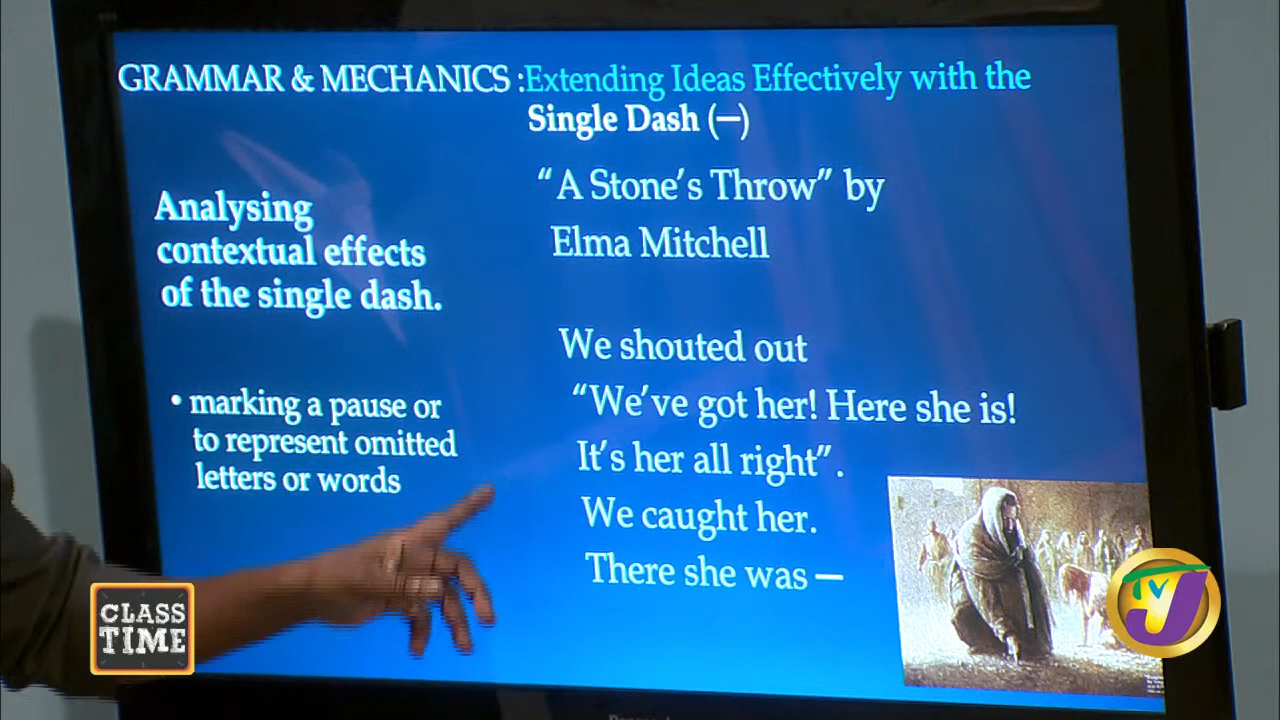 GRAMMAR & MECHANICS :Extending Ideas Effectively with the
Single Dash (—)
Analysing
contextual effects
of the single dash.
• marking a pause or
to represent omitted
letters or words
“A Stone’s Throw” by
Elma Mitchell
We shouted out
“We’ve got her! Here she is!
It’s her all right”.
We caught her.
There she was —
CLASS
TIME
TVJ